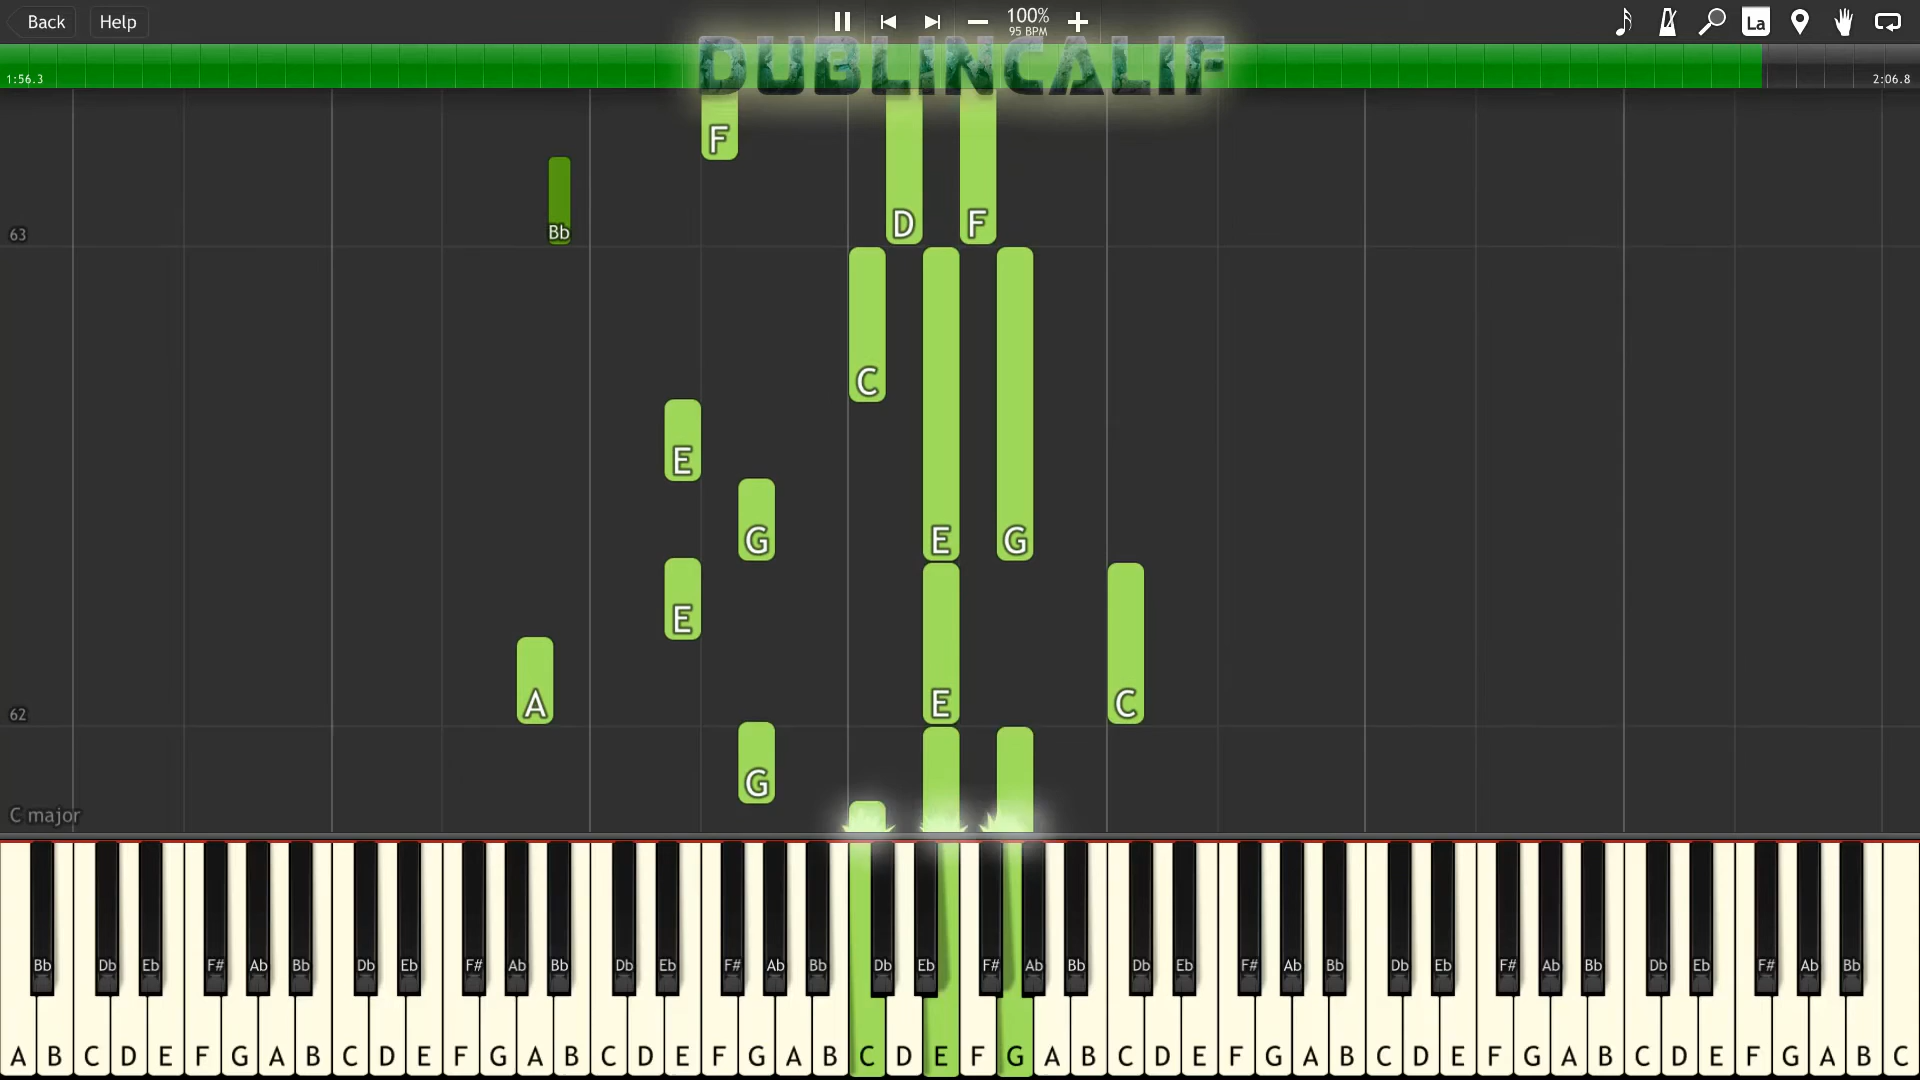 Back Help 100%
95 BPM La
DUBLINCALIF
1:56.3 2:06.8
F
D F
Bb
63
C
E
G E G
E
A E C
62
G
C major
Bb Db Eb F# Ab Bb Db Eb F# Ab Bb Db Eb F# Ab Bb Db Eb F# Ab Bb Db Eb F# Ab Bb Db Eb F# Ab Bb Db Eb F# Ab Bb
A B C D E F G A B C D E F G A B C D E F G A B C D E F G A B C D E F G A B C D E F G A B C D E F G A B C